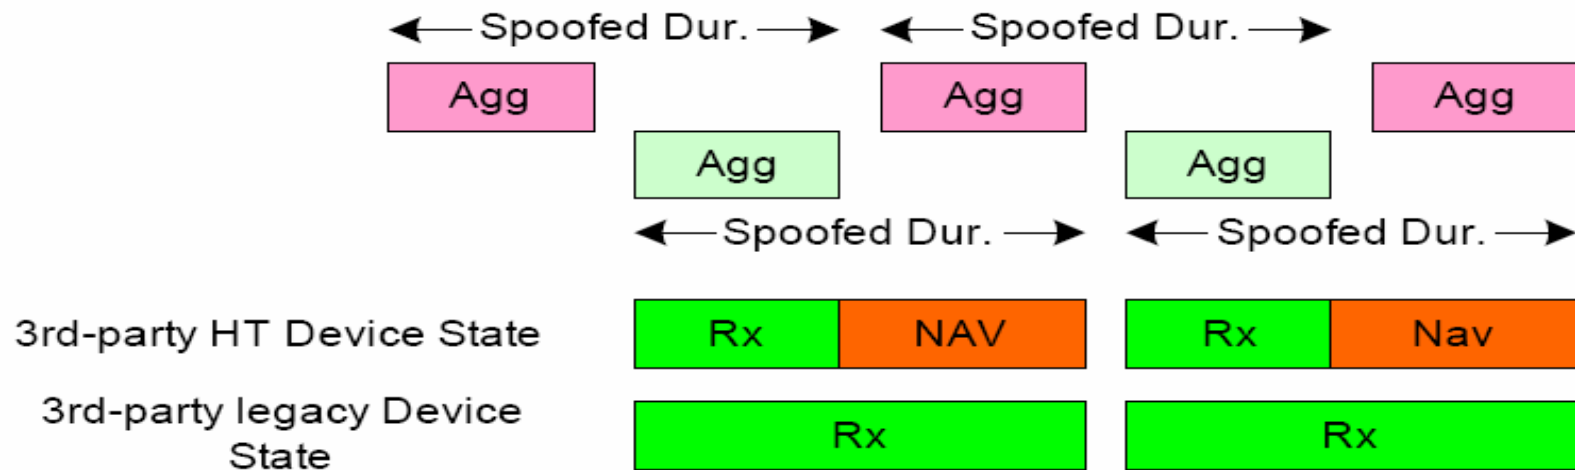 Spoofed Dur. Spoofed Dur.
Agg Agg Agg
Agg Agg
Spoofed Dur. Spoofed Dur.
3rd-party HT Device State Rx NAV Rx Nav
3rd-party legacy Device
State
Rx Rx